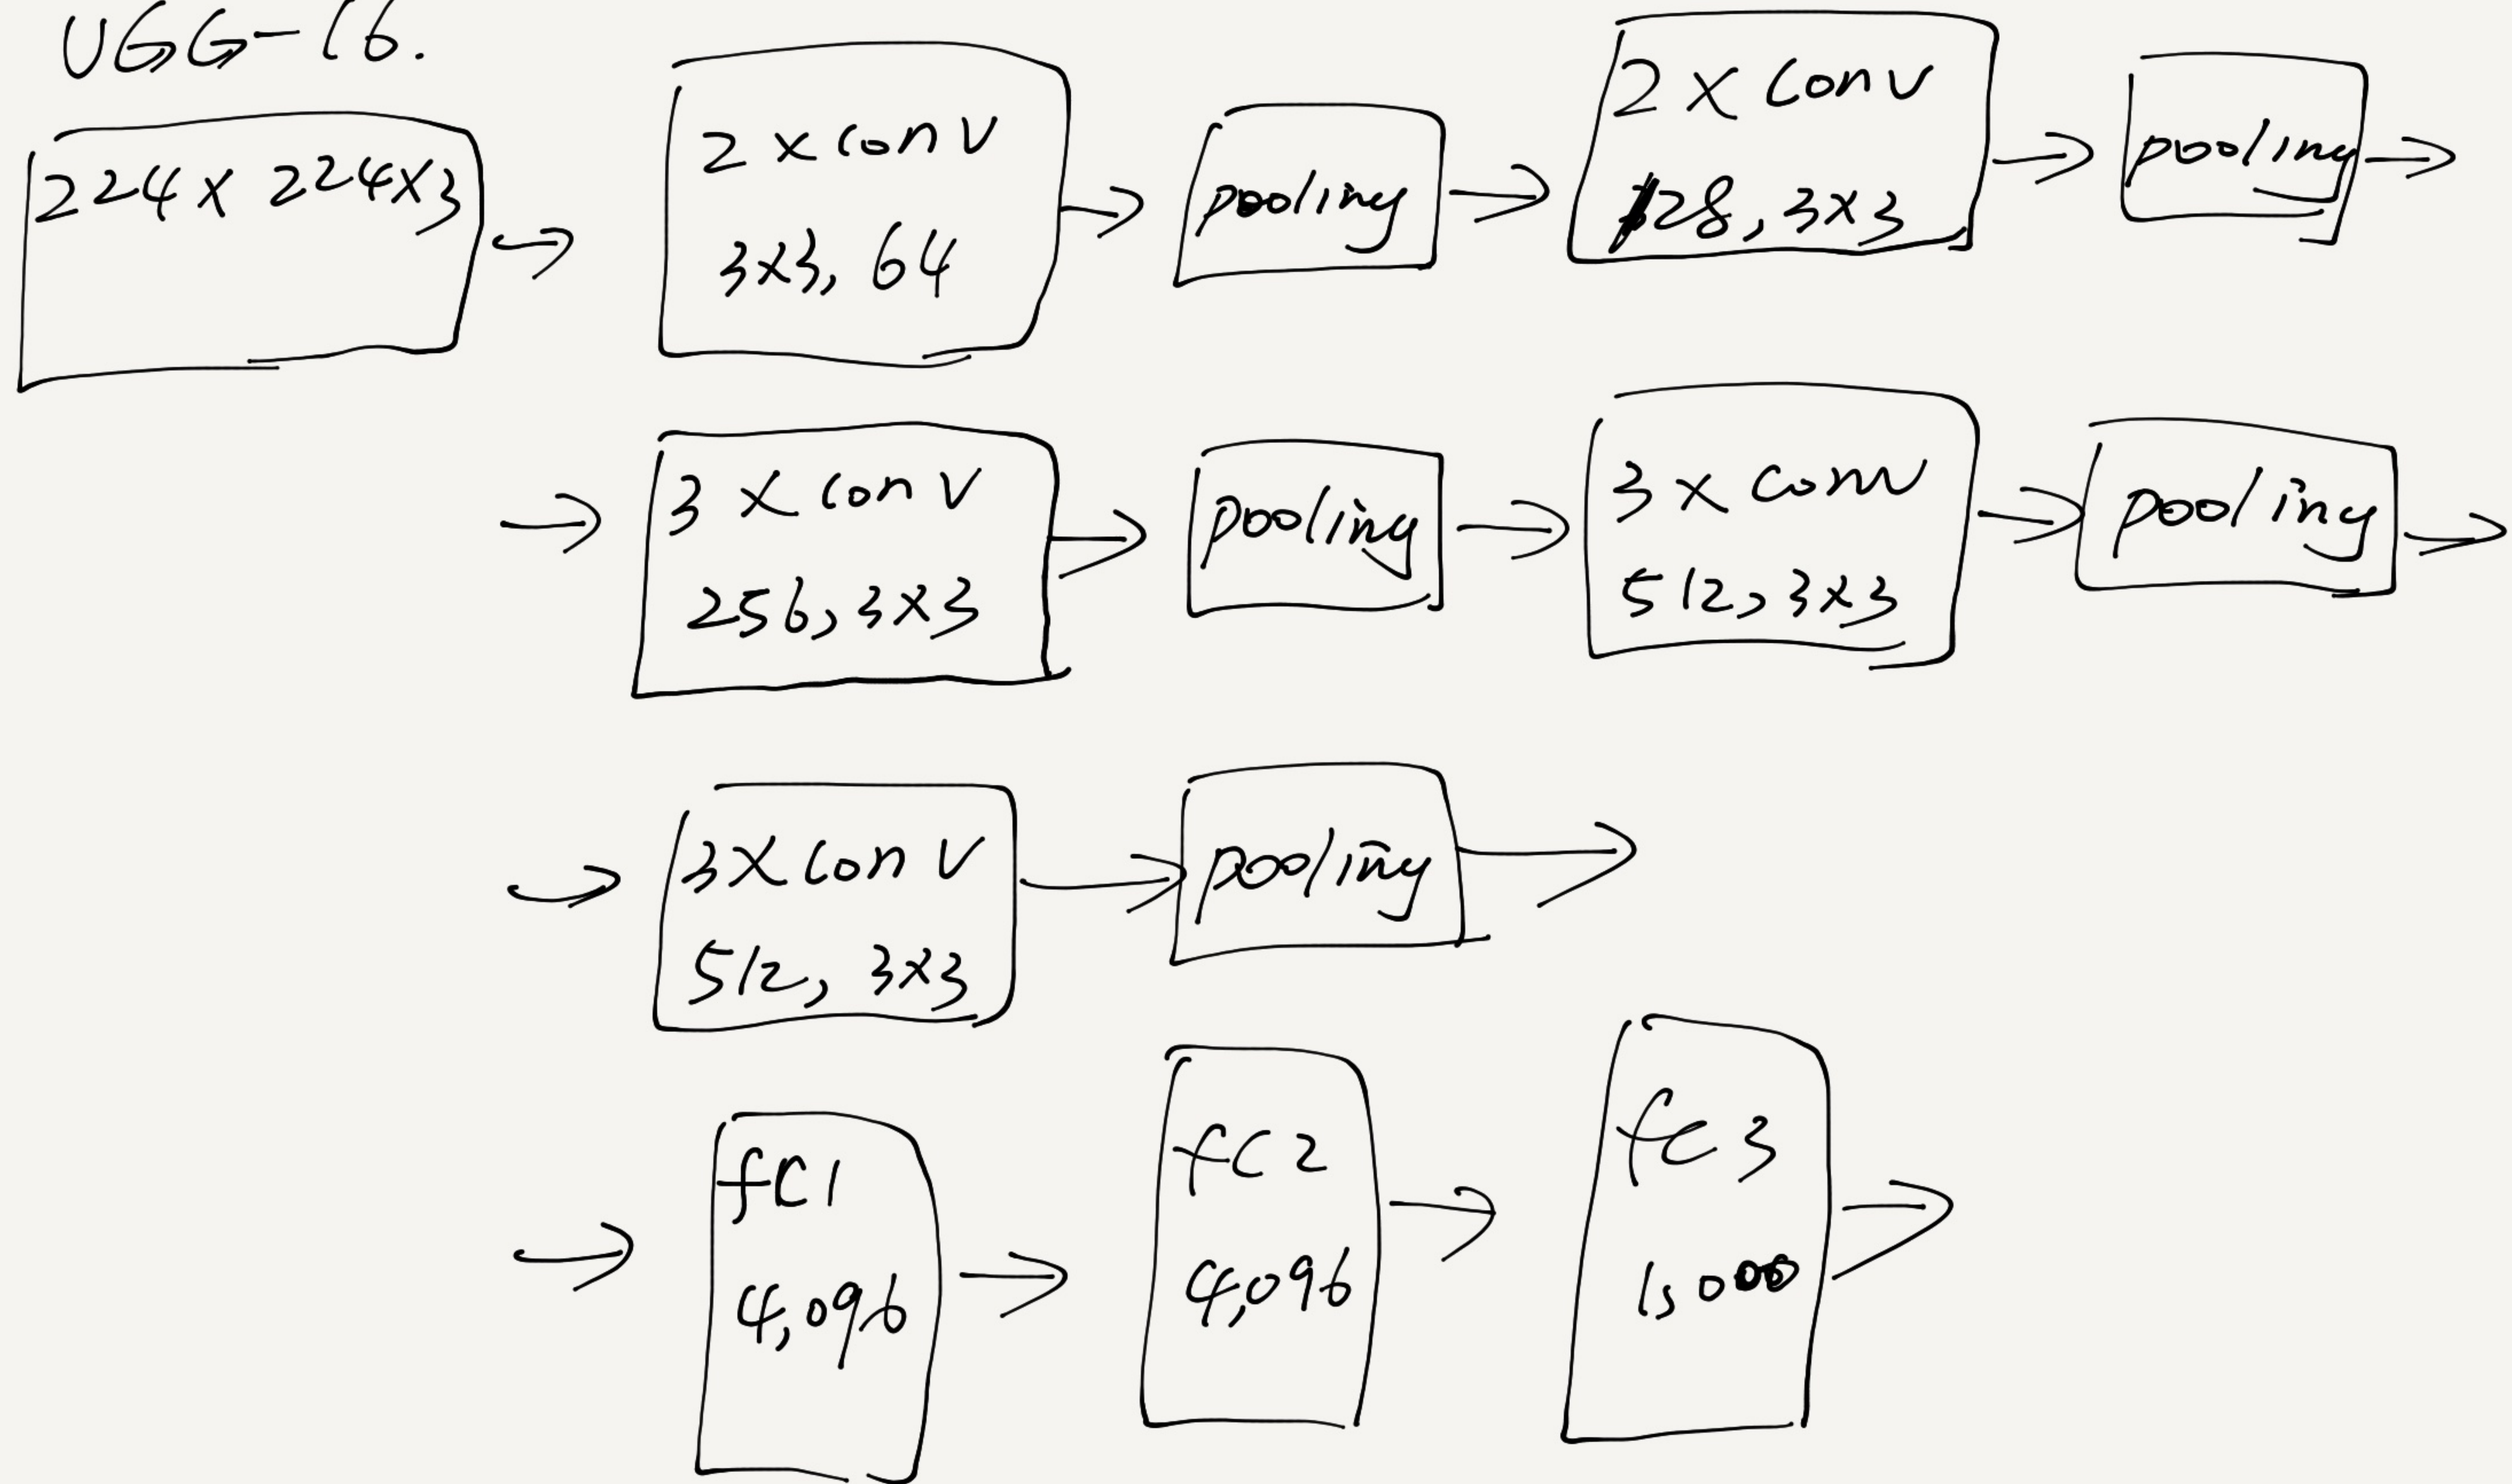 VGG-16.
224 x 224x3
2 x conv
3x3, 64
pooling
2 x conv
128, 3x3
pooling
3 x conv
256, 3x3
pooling
3 x conv
512, 3x3
pooling
3x conv
512, 3x3
pooling
fC1
4,096
fC2
4,096
fC3
1,000